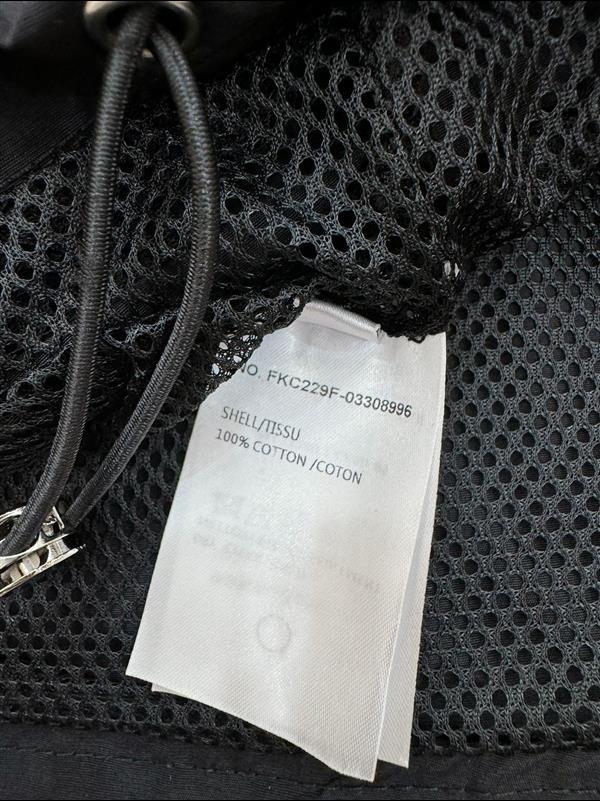 NO. FKC229F-03308996
SHELL/TISSU
100% COTTON /COTON